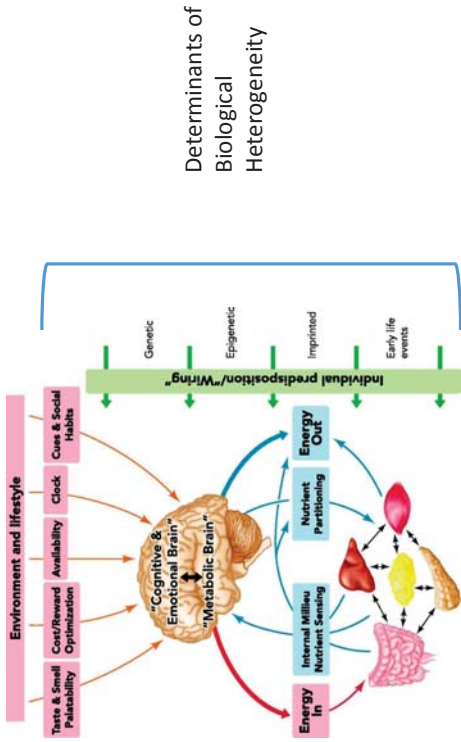 Environment and lifestyle
Taste & Smell
Palatability
Cost/Reward
Optimization
Availability
Clock
Cues & Social
Habits
"Cognitive &
Emotional Brain"
"Metabolic Brain"
Energy
In
Internal Millieu
Nutrient Sensing
Nutrient
Partitioning
Energy
Out
Individual predisposition/"Wiring"
Genetic
Epigenetic
Imprinted
Early life
events
Determinants of
Biological
Heterogeneity